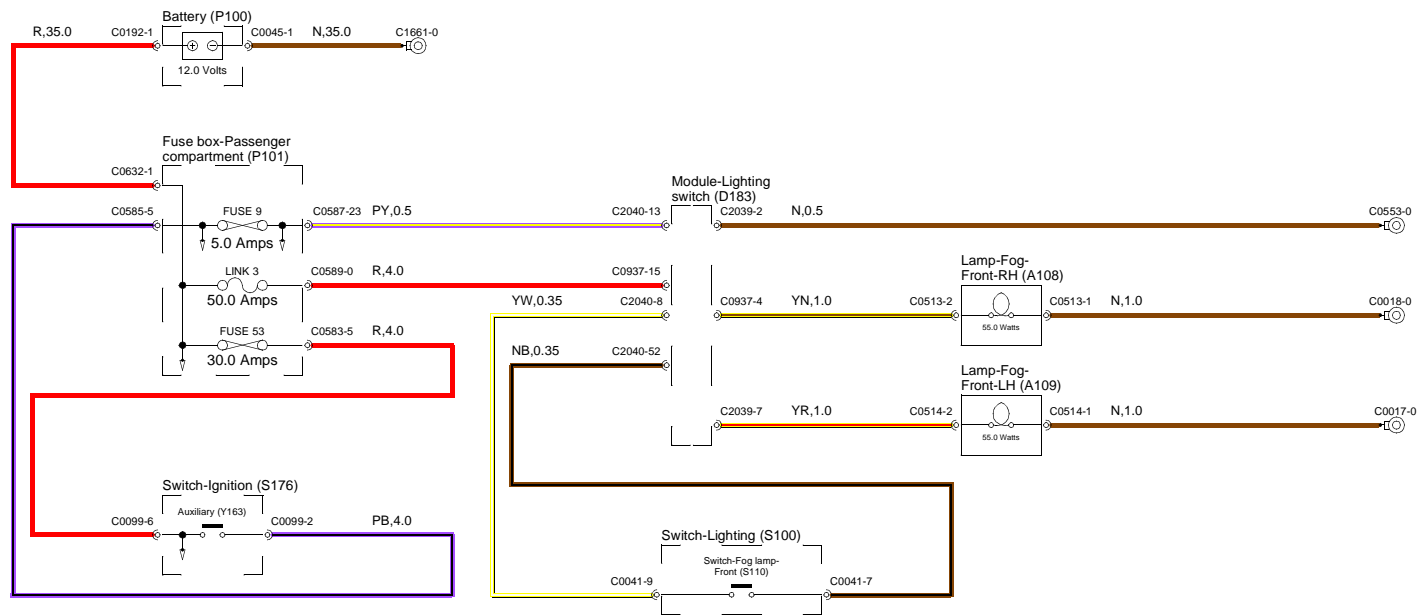 Battery (P100)
R,35.0
C0192-1
C0045-1
N,35.0
C1661-0
12.0 Volts
Fuse box-Passenger
compartment (P101)
C0632-1
C0585-5
FUSE 9
5.0 Amps
C0587-23
PY,0.5
C2040-13
Module-Lighting
switch (D183)
C2039-2
N,0.5
C0553-0
LINK 3
50.0 Amps
C0589-0
R,4.0
C0937-15
YW,0.35
C2040-8
C0937-4
YN,1.0
C0513-2
Lamp-Fog-
Front-RH (A108)
55.0 Watts
C0513-1
N,1.0
C0018-0
FUSE 53
30.0 Amps
C0583-5
R,4.0
NB,0.35
C2040-52
Lamp-Fog-
Front-LH (A109)
C2039-7
YR,1.0
C0514-2
55.0 Watts
C0514-1
N,1.0
C0017-0
Switch-Ignition (S176)
Auxiliary (Y163)
C0099-6
C0099-2
PB,4.0
Switch-Lighting (S100)
Switch-Fog lamp-
Front (S110)
C0041-9
C0041-7